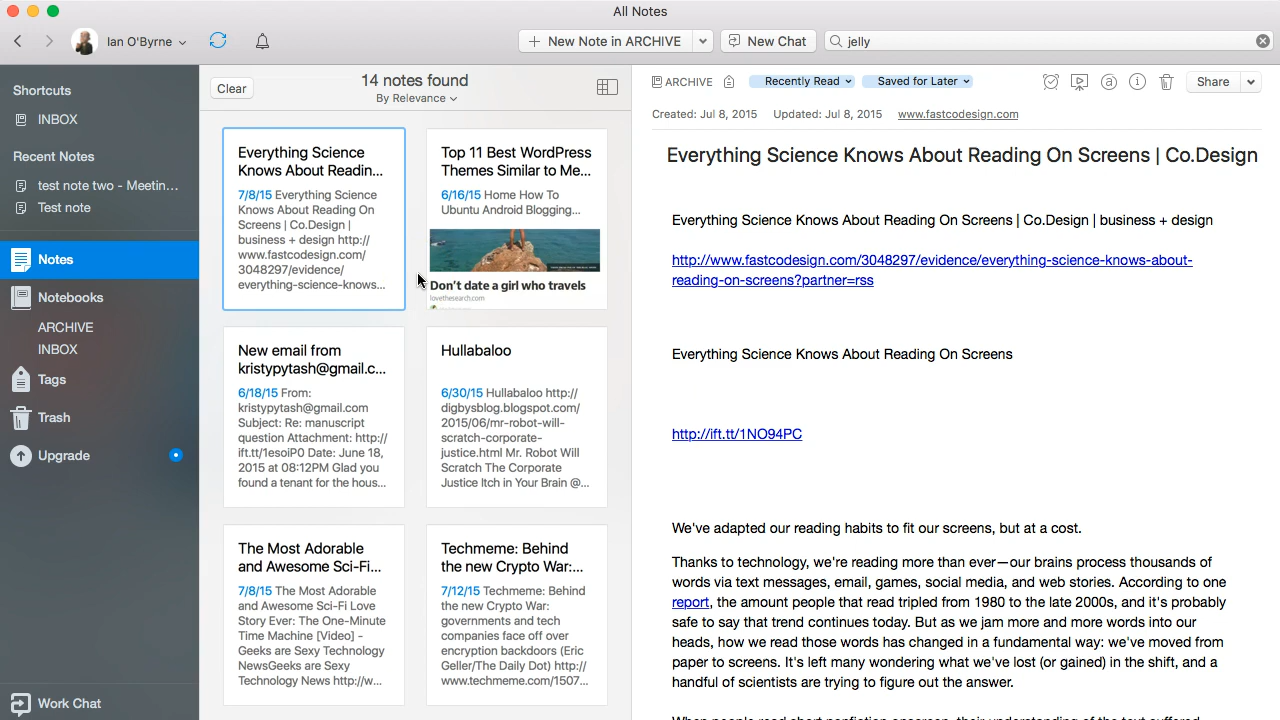 All Notes
Ian O'Byrne
New Note in ARCHIVE
New Chat
jelly
Shortcuts
INBOX
Recent Notes
test note two - Meetin...
Test note
Notes
Notebooks
ARCHIVE
INBOX
Tags
Trash
Upgrade
Work Chat
Clear
14 notes found
By Relevance
Everything Science
Knows About Readin...
7/8/15 Everything Science
Knows About Reading On
Screens | Co.Design |
business + design http://
www.fastcodesign.com/
3048297/evidence/
everything-science-knows...
Top 11 Best WordPress
Themes Similar to Me...
6/16/15 Home How To
Ubuntu Android Blogging...
Don't date a girl who travels
lovethesearch.com
New email from
kristypytash@gmail.c...
6/18/15 From:
kristypytash@gmail.com
Subject: Re: manuscript
question Attachment: http://
ift.tt/1esoiP0 Date: June 18,
2015 at 08:12PM Glad you
found a tenant for the hous...
Hullabaloo
6/30/15 Hullabaloo http://
digbysblog.blogspot.com/
2015/06/mr-robot-will-
scratch-corporate-
justice.html Mr. Robot Will
Scratch The Corporate
Justice Itch in Your Brain @...
The Most Adorable
and Awesome Sci-Fi...
7/8/15 The Most Adorable
and Awesome Sci-Fi Love
Story Ever: The One-Minute
Time Machine [Video] -
Geeks are Sexy Technology
NewsGeeks are Sexy
Technology News http://w...
Techmeme: Behind
the new Crypto War:...
7/12/15 Techmeme: Behind
the new Crypto War:
governments and tech
companies face off over
encryption backdoors (Eric
Geller/The Daily Dot) http://
www.techmeme.com/1507...
ARCHIVE
Recently Read
Saved for Later
Share
Created: Jul 8, 2015 Updated: Jul 8, 2015 www.fastcodesign.com
Everything Science Knows About Reading On Screens | Co.Design
Everything Science Knows About Reading On Screens | Co.Design | business + design
http://www.fastcodesign.com/3048297/evidence/everything-science-knows-about-
reading-on-screens?partner=rss
Everything Science Knows About Reading On Screens
http://ift.tt/1NO94PC
We've adapted our reading habits to fit our screens, but at a cost.
Thanks to technology, we're reading more than ever—our brains process thousands of
words via text messages, email, games, social media, and web stories. According to one
report, the amount people that read tripled from 1980 to the late 2000s, and it's probably
safe to say that trend continues today. But as we jam more and more words into our
heads, how we read those words has changed in a fundamental way: we've moved from
paper to screens. It's left many wondering what we've lost (or gained) in the shift, and a
handful of scientists are trying to figure out the answer.
When people read short nonfiction onscreen, their understanding of the text suffered